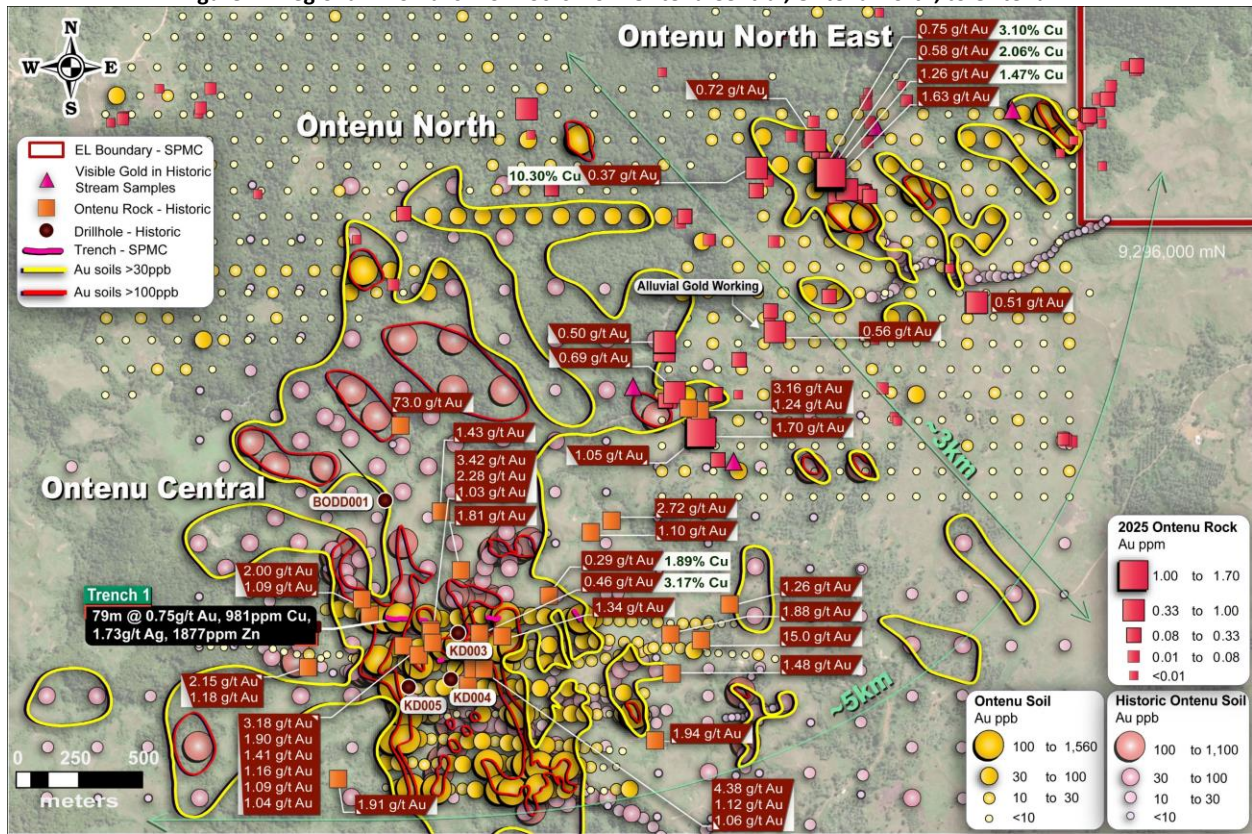 N
W E
S
Ontenu North East
Ontenu North
Ontenu Central
EL Boundary - SPMC
Visible Gold in Historic
Stream Samples
Ontenu Rock - Historic
Drillhole - Historic
Trench - SPMC
Au soils >30ppb
Au soils >100ppb
0.75 g/t Au 3.10% Cu
0.58 g/t Au 2.06% Cu
1.26 g/t Au 1.47% Cu
1.63 g/t Au
0.72 g/t Au
10.30% Cu 0.37 g/t Au
9,296,000 mN
Alluvial Gold Working
0.51 g/t Au
0.56 g/t Au
0.50 g/t Au
0.69 g/t Au
3.16 g/t Au
1.24 g/t Au
1.70 g/t Au
1.05 g/t Au
73.0 g/t Au
1.43 g/t Au
3.42 g/t Au
2.28 g/t Au
1.03 g/t Au
1.81 g/t Au
BODD001
~3km
2.72 g/t Au
1.10 g/t Au
0.29 g/t Au 1.89% Cu
0.46 g/t Au 3.17% Cu
1.34 g/t Au
2.00 g/t Au
1.09 g/t Au
Trench 1
79m @ 0.75g/t Au, 981ppm Cu,
1.73g/t Ag, 1877ppm Zn
1.26 g/t Au
1.88 g/t Au
15.0 g/t Au
1.48 g/t Au
KD003
KD004
KD005
2.15 g/t Au
1.18 g/t Au
~5km
3.18 g/t Au
1.90 g/t Au
1.41 g/t Au
1.16 g/t Au
1.09 g/t Au
1.04 g/t Au
1.94 g/t Au
1.91 g/t Au
4.38 g/t Au
1.12 g/t Au
1.06 g/t Au
0 250 500
meters
2025 Ontenu Rock
Au ppm
1.00 to 1.70
0.33 to 1.00
0.08 to 0.33
0.01 to 0.08
<0.01
Ontenu Soil
Au ppb
100 to 1,560
30 to 100
10 to 30
<10
Historic Ontenu Soil
Au ppb
100 to 1,100
30 to 100
10 to 30
<10